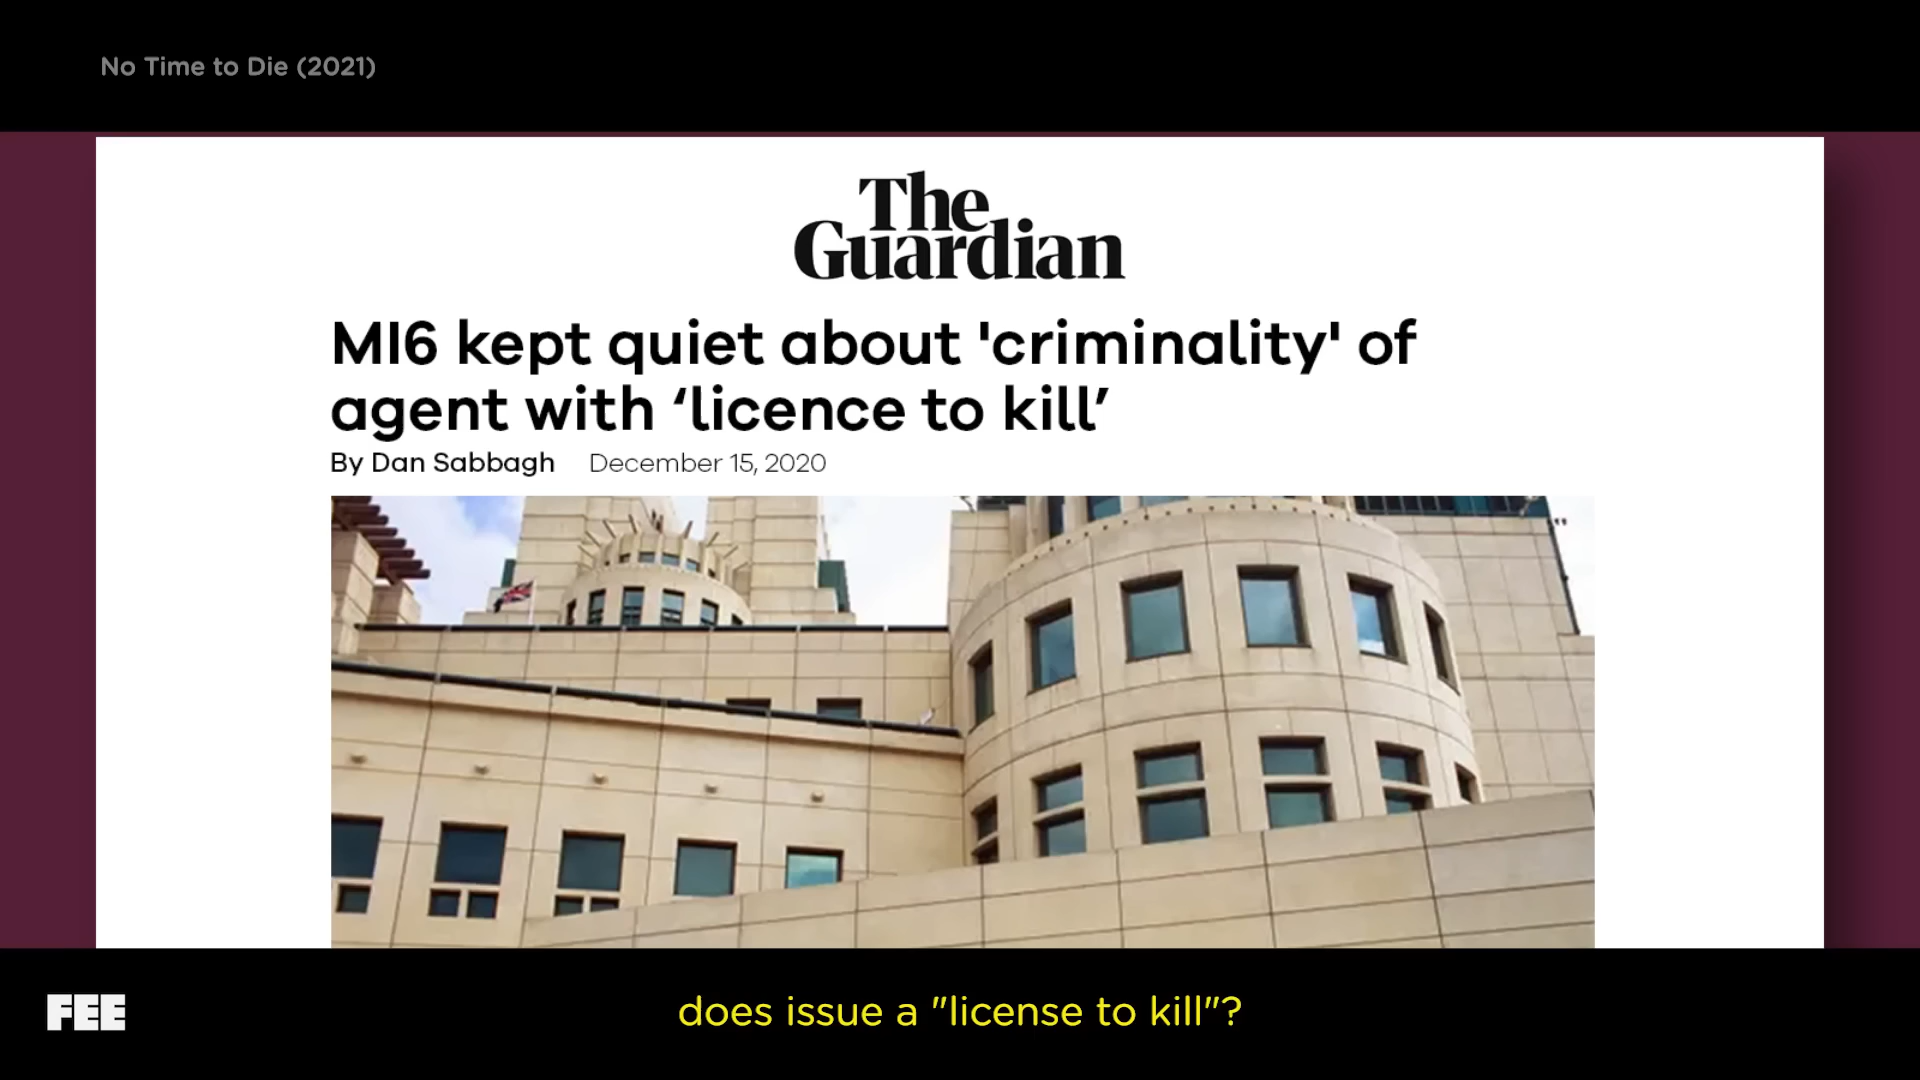 No Time to Die (2021)
The
Guardian
MI6 kept quiet about 'criminality' of
agent with ‘licence to kill’
By Dan Sabbagh December 15, 2020
FEE
does issue a "license to kill"?